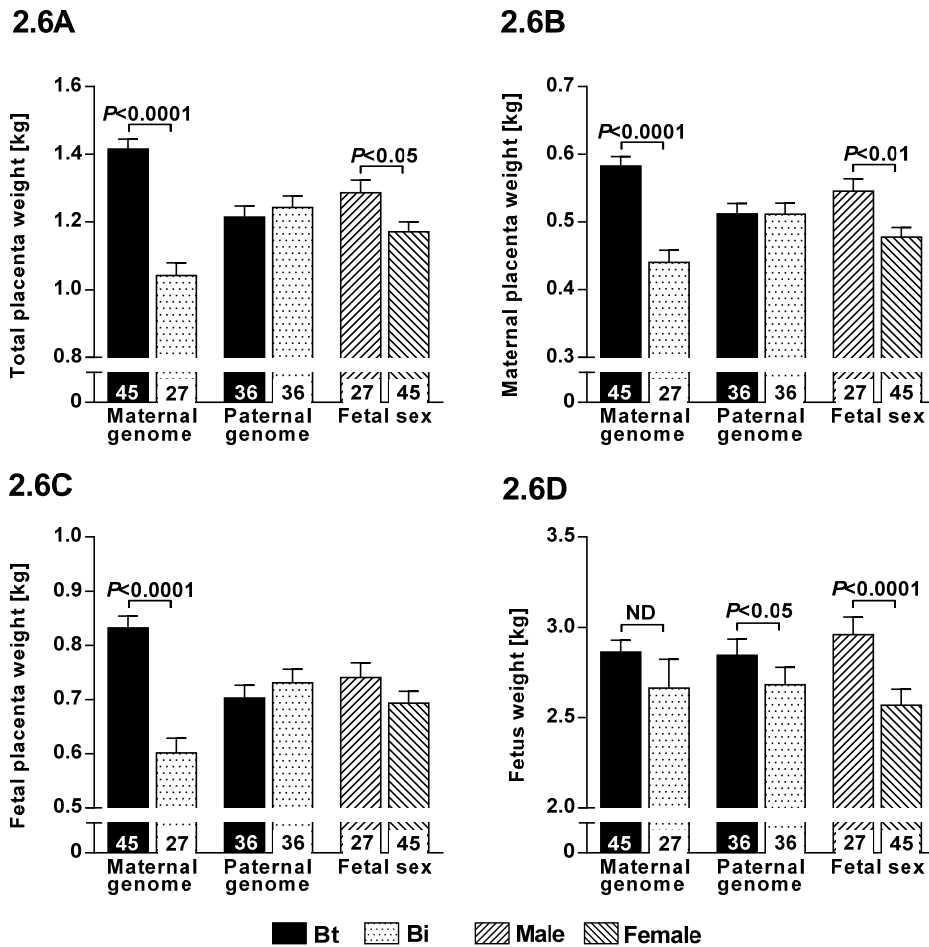 2.6A
Total placenta weight [kg]
1.6
1.4
1.2
1.0
0.8
0
P<0.0001
P<0.05
45 27 36 36 27 45
Maternal genome
Paternal genome
Fetal sex
2.6B
Maternal placenta weight [kg]
0.7
0.6
0.5
0.4
0.3
0
P<0.0001
P<0.01
45 27 36 36 27 45
Maternal genome
Paternal genome
Fetal sex
2.6C
Fetal placenta weight [kg]
1.0
0.9
0.8
0.7
0.6
0.5
0
P<0.0001
45 27 36 36 27 45
Maternal genome
Paternal genome
Fetal sex
2.6D
Fetus weight [kg]
3.5
3.0
2.5
2.0
0
ND
P<0.05
P<0.0001
45 27 36 36 27 45
Maternal genome
Paternal genome
Fetal sex
Bt Bi Male Female